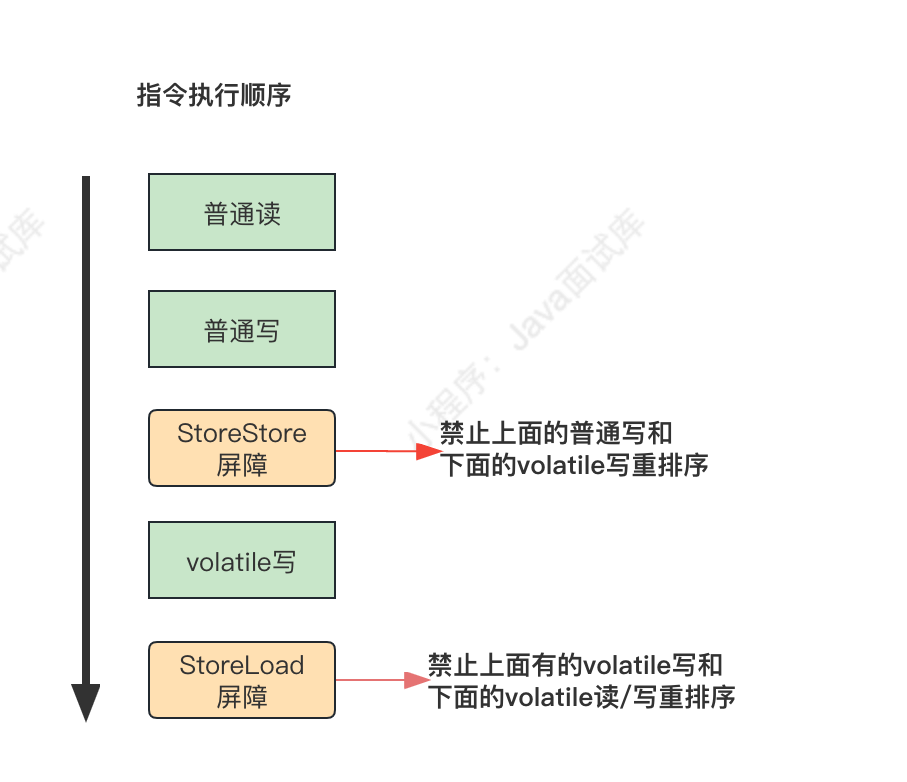 指令执行顺序
普通读
普通写
StoreStore
屏障
禁止上面的普通写和
下面的volatile写重排序
volatile写
StoreLoad
屏障
禁止上面有的volatile写和
下面的volatile读/写重排序
试库
小程序：Java面试库